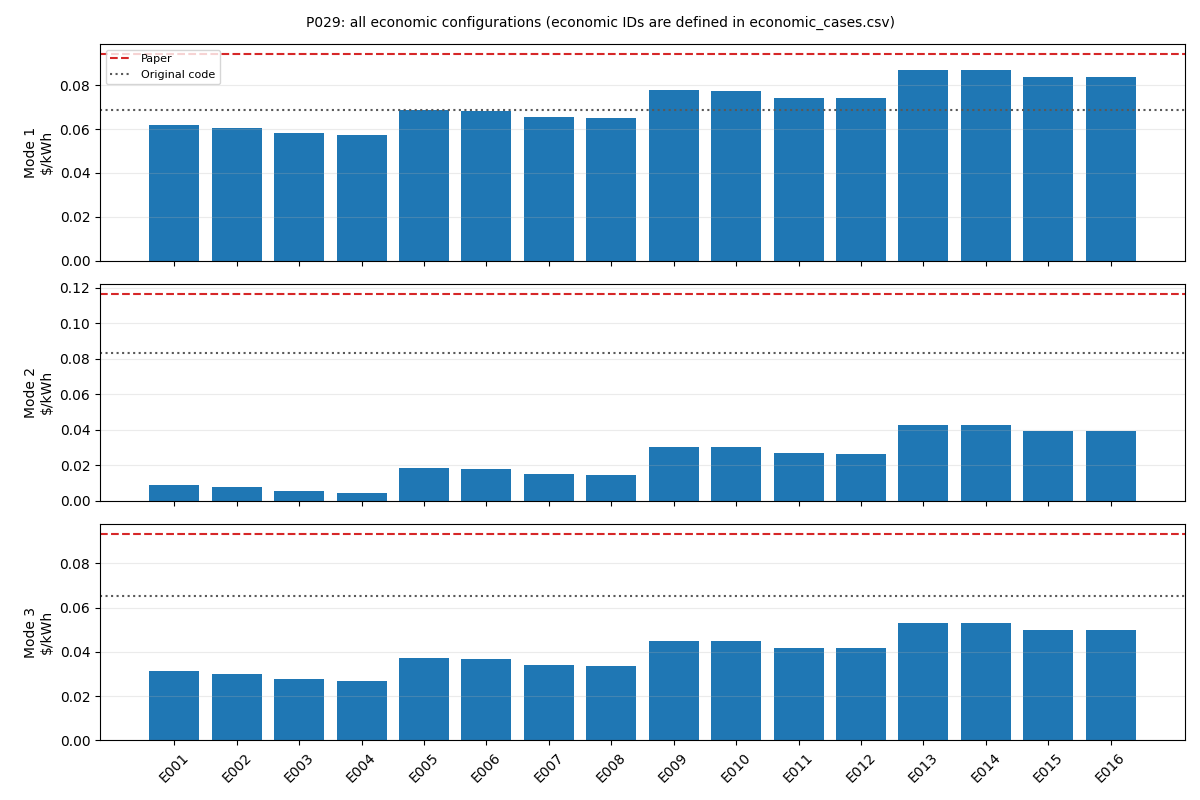 P029: all economic configurations (economic IDs are defined in economic_cases.csv)
Paper
Original code
Mode 1
$/kWh
0.08
0.06
0.04
0.02
0.00
Mode 2
$/kWh
0.12
0.10
0.08
0.06
0.04
0.02
0.00
Mode 3
$/kWh
0.08
0.06
0.04
0.02
0.00
E001 E002 E003 E004 E005 E006 E007 E008 E009 E010 E011 E012 E013 E014 E015 E016